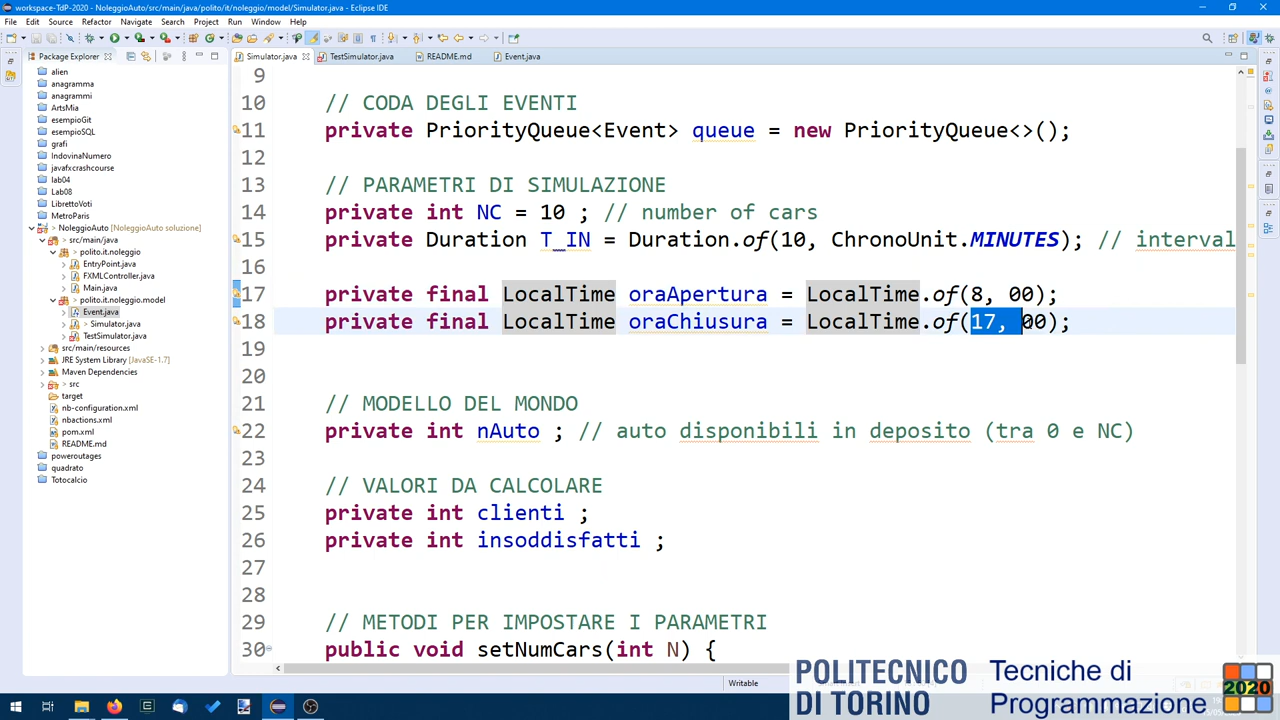 workspace-TdP-2020 - NoleggioAuto/src/main/java/polito/it/noleggio/model/Simulator.java - Eclipse IDE
File Edit Source Refactor Navigate Search Project Run Window Help
Package Explorer
Simulator.java TestSimulator.java README.md Event.java
alien
anagramma
anagrammi
ArtsMia
esempioGit
esempioSQL
grafi
IndovinaNumero
javafxcrashcourse
lab04
Lab08
LibrettoVoti
MetroParis
> NoleggioAuto [NoleggioAuto soluzione]
> src/main/java
polito.it.noleggio
EntryPoint.java
FXMLController.java
Main.java
> polito.it.noleggio.model
Event.java
> Simulator.java
TestSimulator.java
src/main/resources
JRE System Library [JavaSE-1.7]
Maven Dependencies
> src
target
nb-configuration.xml
nbactions.xml
pom.xml
README.md
poweroutages
quadrato
Totocalcio
9
10 // CODA DEGLI EVENTI
11 private PriorityQueue<Event> queue = new PriorityQueue<>();
12
13 // PARAMETRI DI SIMULAZIONE
14 private int NC = 10 ; // number of cars
15 private Duration T_IN = Duration.of(10, ChronoUnit.MINUTES); // interval
16
17 private final LocalTime oraApertura = LocalTime.of(8, 00);
18 private final LocalTime oraChiusura = LocalTime.of(17, 00);
19
20
21 // MODELLO DEL MONDO
22 private int nAuto ; // auto disponibili in deposito (tra 0 e NC)
23
24 // VALORI DA CALCOLARE
25 private int clienti ;
26 private int insoddisfatti ;
27
28
29 // METODI PER IMPOSTARE I PARAMETRI
30 public void setNumCars(int N) {
Writable
POLITECNICO
DI TORINO
Tecniche di
Programmazione
2020